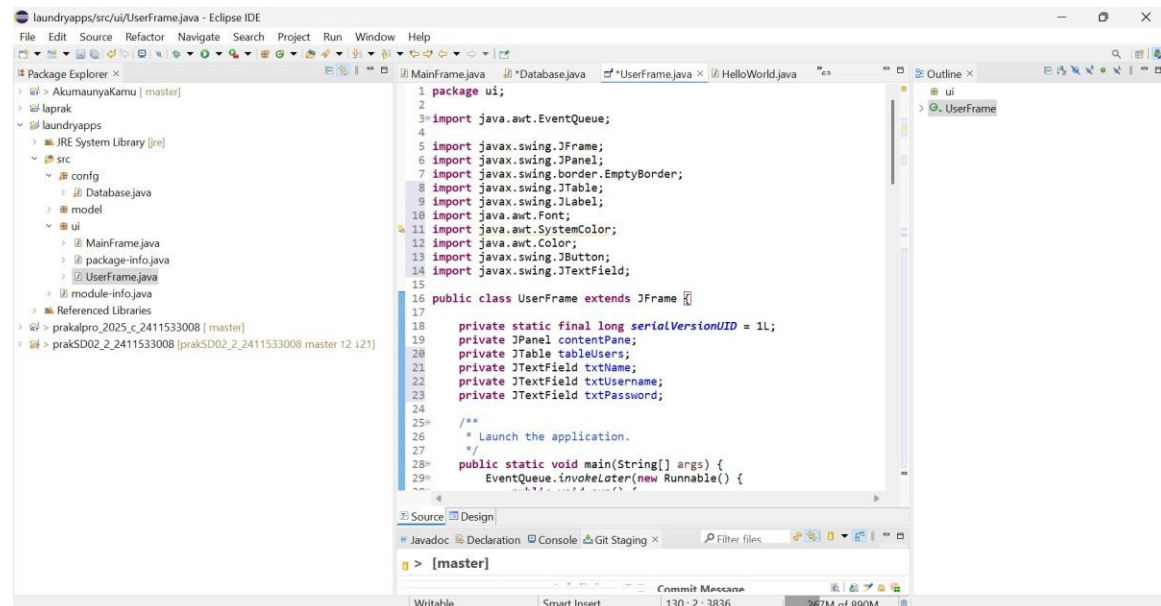 laundryapps/src/ui/UserFrame.java - Eclipse IDE
File Edit Source Refactor Navigate Search Project Run Window Help
Package Explorer ×
> AkumaunyaKamu [ master]
laprak
laundryapps
JRE System Library [jre]
src
confg
Database.java
model
ui
MainFrame.java
package-info.java
UserFrame.java
module-info.java
Referenced Libraries
> prakalpro_2025_c_2411533008 [ master]
> prakSD02_2_2411533008 [prakSD02_2_2411533008 master ↑2 ↓21]
MainFrame.java *Database.java *UserFrame.java × HelloWorld.java
1 package ui;
2
3 import java.awt.EventQueue;
4
5 import javax.swing.JFrame;
6 import javax.swing.JPanel;
7 import javax.swing.border.EmptyBorder;
8 import javax.swing.JTable;
9 import javax.swing.JLabel;
10 import java.awt.Font;
11 import java.awt.SystemColor;
12 import java.awt.Color;
13 import javax.swing.JButton;
14 import javax.swing.JTextField;
15
16 public class UserFrame extends JFrame {
17
18 private static final long serialVersionUID = 1L;
19 private JPanel contentPane;
20 private JTable tableUsers;
21 private JTextField txtName;
22 private JTextField txtUsername;
23 private JTextField txtPassword;
24
25 /**
26 * Launch the application.
27 */
28 public static void main(String[] args) {
29 EventQueue.invokeLater(new Runnable() {
Source Design
Javadoc Declaration Console Git Staging × Filter files
> [master]
Commit Message
Outline ×
ui
UserFrame
Writable Smart Insert 130 : 2 : 3836 267M of 890M